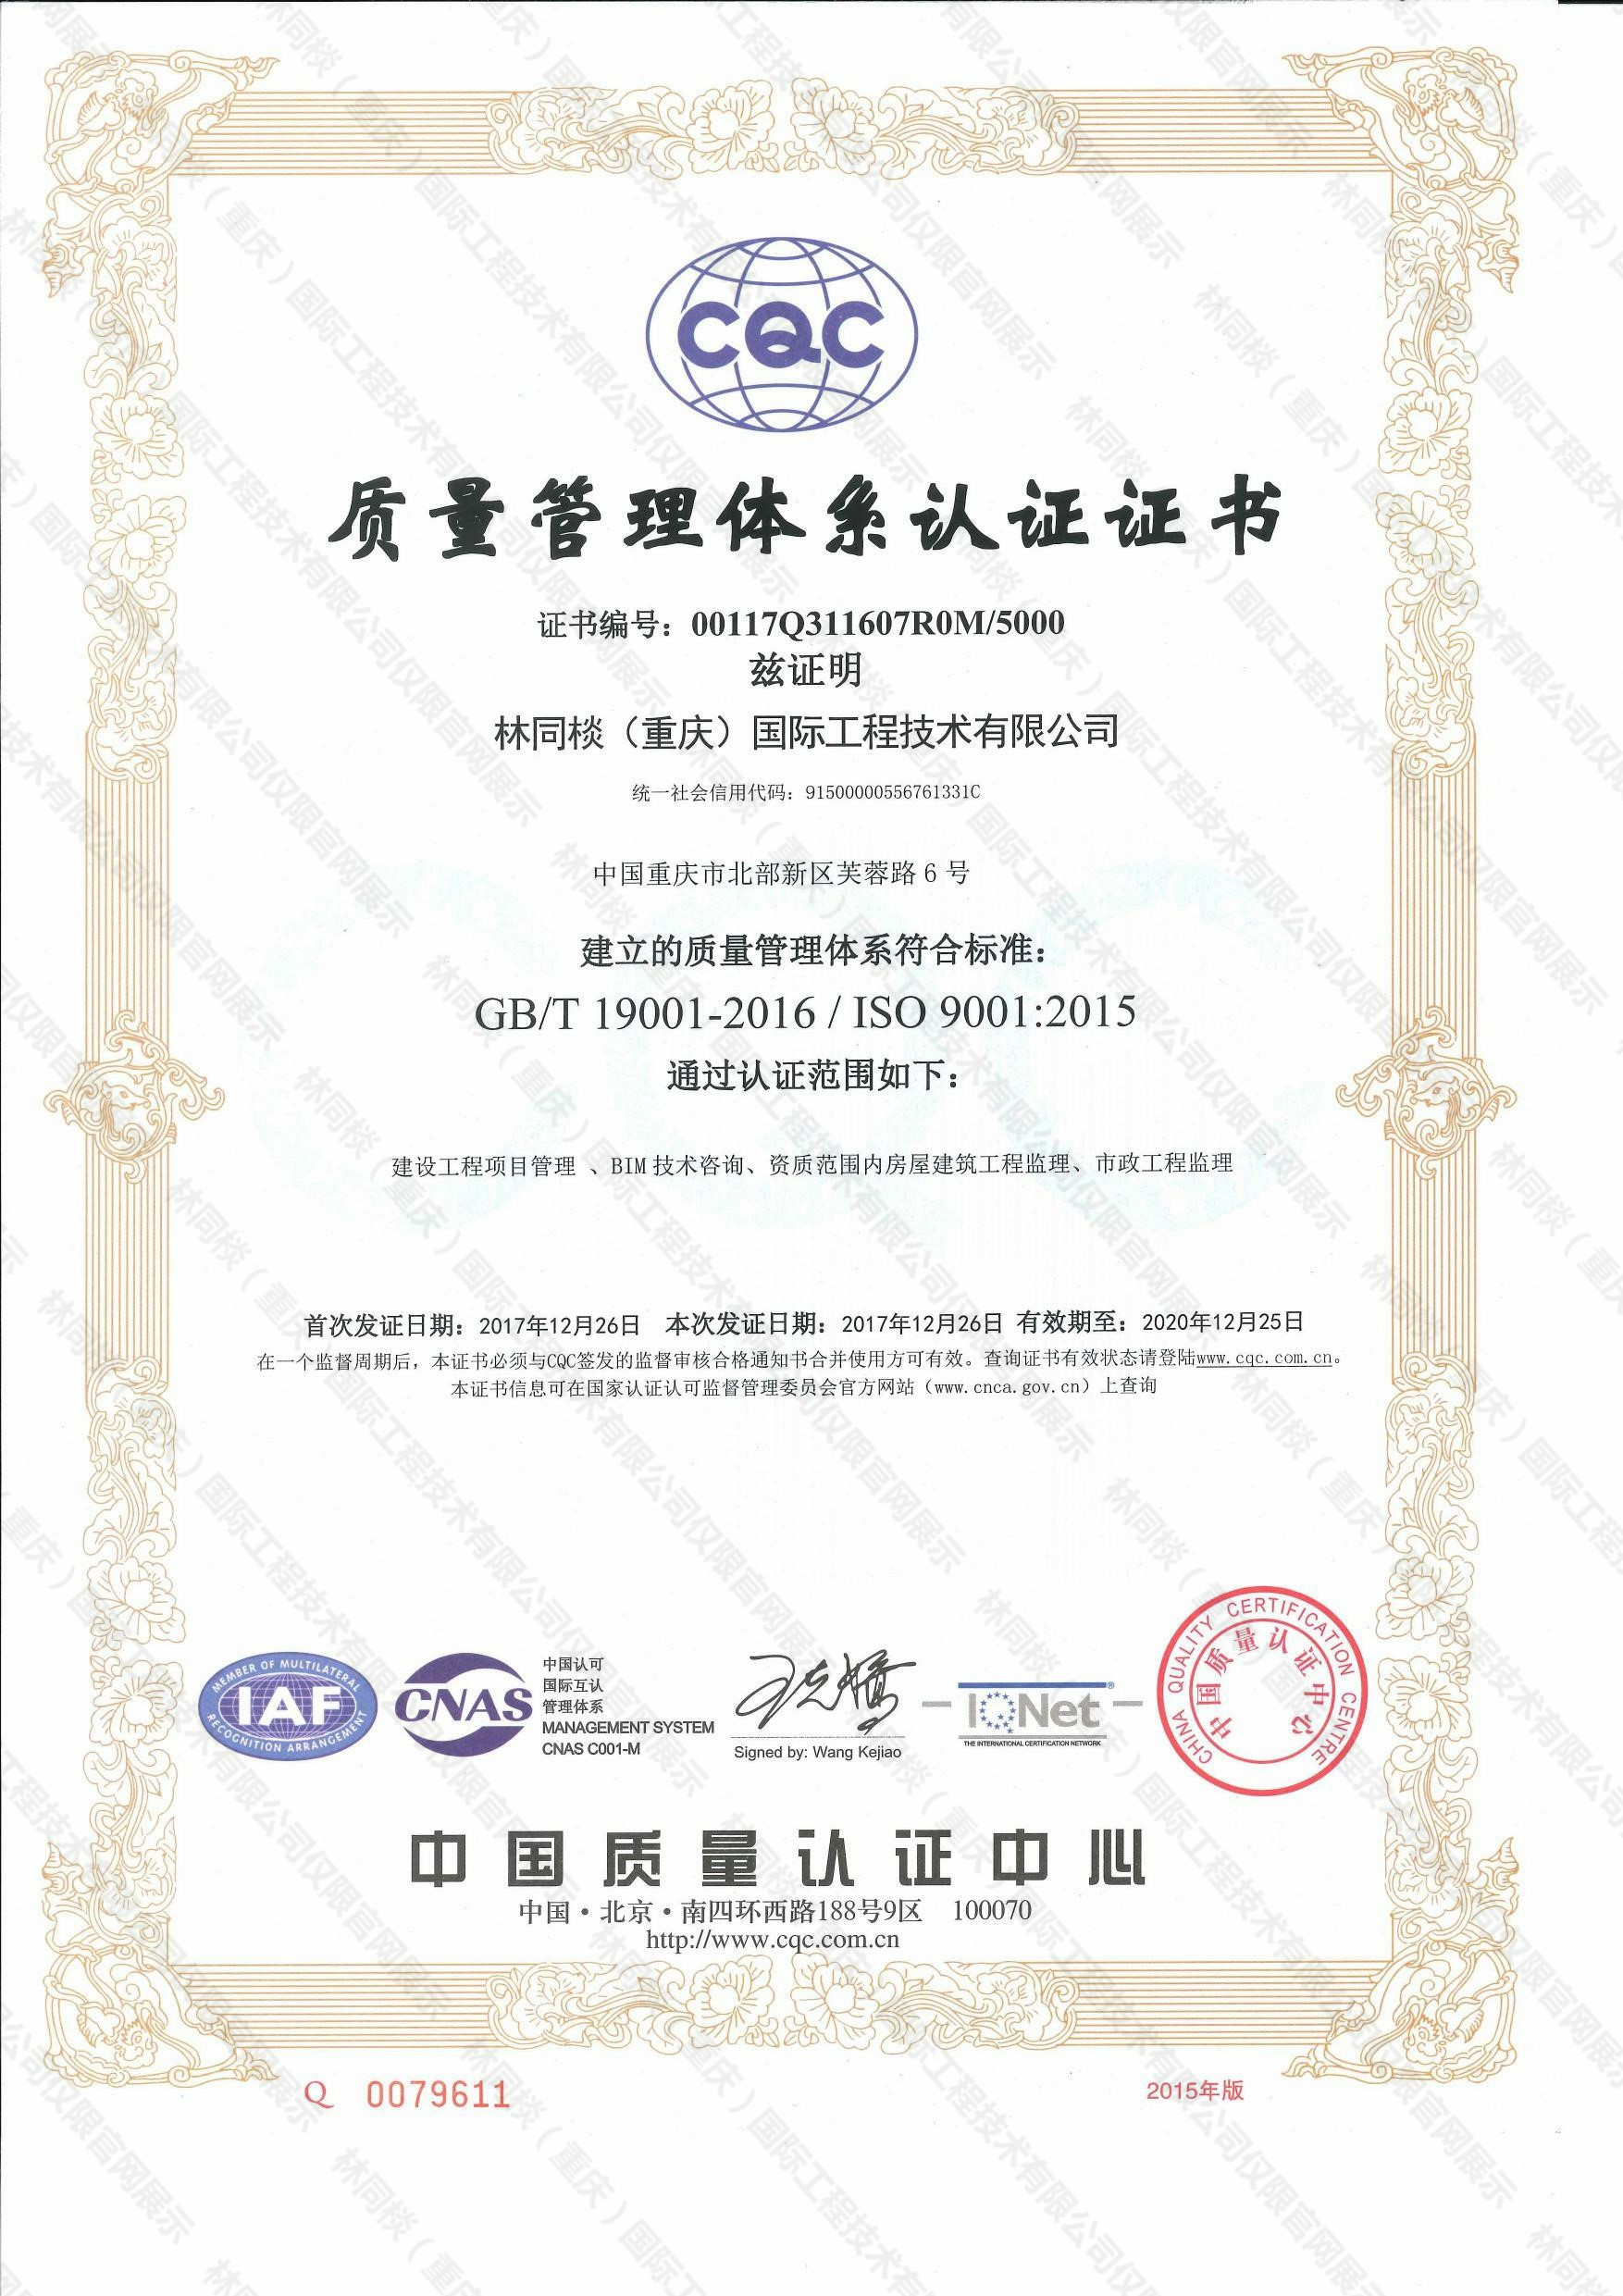 CQC
质量管理体系认证证书
证书编号：00117Q311607R0M/5000
兹证明
林同棪（重庆）国际工程技术有限公司
统一社会信用代码：91500000556761331C
中国重庆市北部新区芙蓉路 6 号
建立的质量管理体系符合标准：
GB/T 19001-2016 / ISO 9001:2015
通过认证范围如下：
建设工程项目管理 、BIM 技术咨询、资质范围内房屋建筑工程监理、市政工程监理
首次发证日期：2017年12月26日 本次发证日期：2017年12月26日 有效期至：2020年12月25日
在一个监督周期后，本证书必须与CQC签发的监督审核合格通知书合并使用方可有效。查询证书有效状态请登陆www.cqc.com.cn。
本证书信息可在国家认证认可监督管理委员会官方网站（www.cnca.gov.cn）上查询
MEMBER OF MULTILATERAL
IAF
RECOGNITION ARRANGEMENT
CNAS
中国认可
国际互认
管理体系
MANAGEMENT SYSTEM
CNAS C001-M
王克娇
Signed by: Wang Kejiao
IQNet®
THE INTERNATIONAL CERTIFICATION NETWORK
CHINA QUALITY CERTIFICATION CENTRE
中国质量认证中心
中国质量认证中心
中国·北京·南四环西路188号9区 100070
http://www.cqc.com.cn
Q 0079611
2015年版
林同棪（重庆）国际工程技术有限公司仅限官网展示